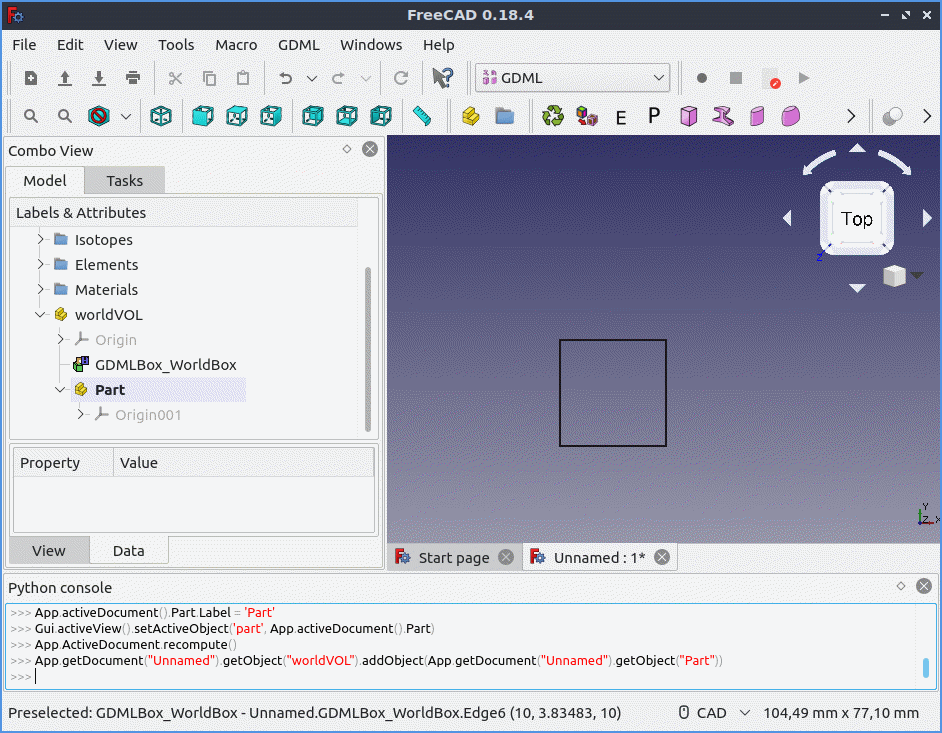 FreeCAD 0.18.4
File Edit View Tools Macro GDML Windows Help
GDML
E P
Combo View
Model Tasks
Labels & Attributes
Isotopes
Elements
Materials
worldVOL
Origin
GDMLBox_WorldBox
Part
Origin001
Property Value
View Data
Top
Z
Y
Z X
Start page Unnamed : 1*
Python console
>>> App.activeDocument().Part.Label = 'Part'
>>> Gui.activeView().setActiveObject('part', App.activeDocument().Part)
>>> App.ActiveDocument.recompute()
>>> App.getDocument("Unnamed").getObject("worldVOL").addObject(App.getDocument("Unnamed").getObject("Part"))
>>>
Preselected: GDMLBox_WorldBox - Unnamed.GDMLBox_WorldBox.Edge6 (10, 3.83483, 10) CAD 104,49 mm x 77,10 mm